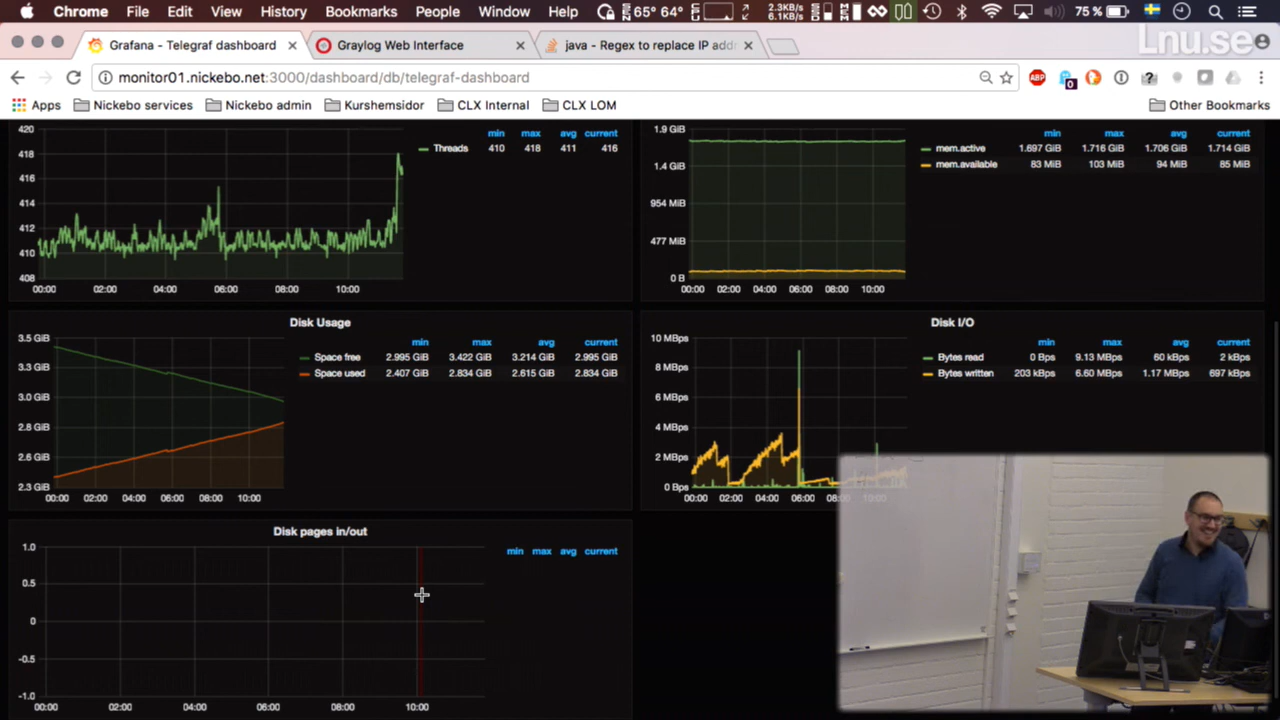 Chrome File Edit View History Bookmarks People Window Help 65° 64° 2.3KB/s 6.1KB/s 75 %
Grafana - Telegraf dashboard Graylog Web Interface java - Regex to replace IP addr
Lnu.se
monitor01.nickebo.net:3000/dashboard/db/telegraf-dashboard ABP 0
Apps Nickebo services Nickebo admin Kurshemsidor CLX Internal CLX LOM Other Bookmarks
420
418
416
414
412
410
408
00:00 02:00 04:00 06:00 08:00 10:00
min max avg current
Threads 410 418 411 416
1.9 GiB
1.4 GiB
954 MiB
477 MiB
0 B
00:00 02:00 04:00 06:00 08:00 10:00
min max avg current
mem.active 1.697 GiB 1.716 GiB 1.706 GiB 1.714 GiB
mem.available 83 MiB 103 MiB 94 MiB 85 MiB
Disk Usage
3.5 GiB
3.3 GiB
3.0 GiB
2.8 GiB
2.6 GiB
2.3 GiB
00:00 02:00 04:00 06:00 08:00 10:00
min max avg current
Space free 2.995 GiB 3.422 GiB 3.214 GiB 2.995 GiB
Space used 2.407 GiB 2.834 GiB 2.615 GiB 2.834 GiB
Disk I/O
10 MBps
8 MBps
6 MBps
4 MBps
2 MBps
0 Bps
00:00 02:00 04:00 06:00 08:00 10:00
min max avg current
Bytes read 0 Bps 9.13 MBps 60 kBps 2 kBps
Bytes written 203 kBps 6.60 MBps 1.17 MBps 697 kBps
Disk pages in/out
1.0
0.5
0
-0.5
-1.0
00:00 02:00 04:00 06:00 08:00 10:00
min max avg current